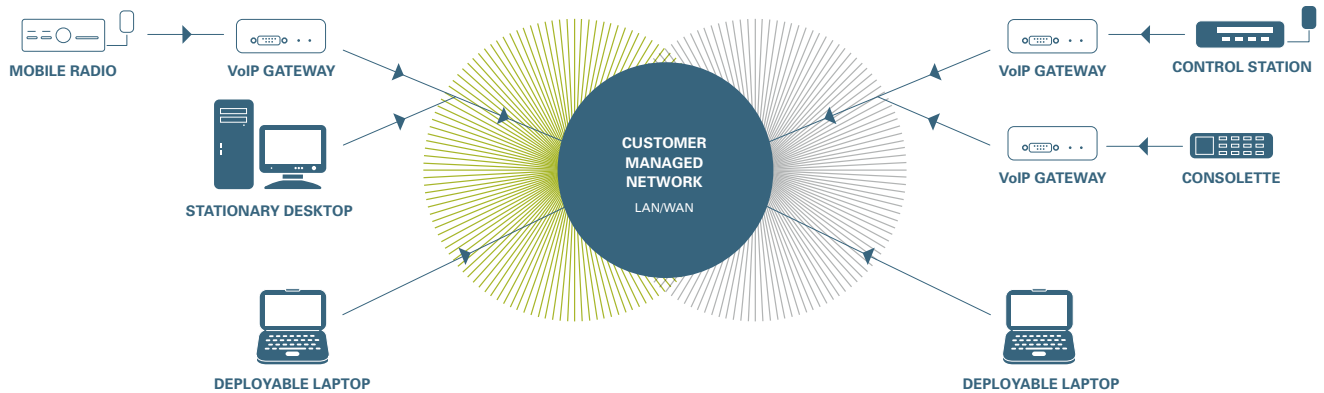 MOBILE RADIO
VoIP GATEWAY
STATIONARY DESKTOP
DEPLOYABLE LAPTOP
CUSTOMER
MANAGED
NETWORK
LAN/WAN
VoIP GATEWAY
CONTROL STATION
VoIP GATEWAY
CONSOLETTE
DEPLOYABLE LAPTOP